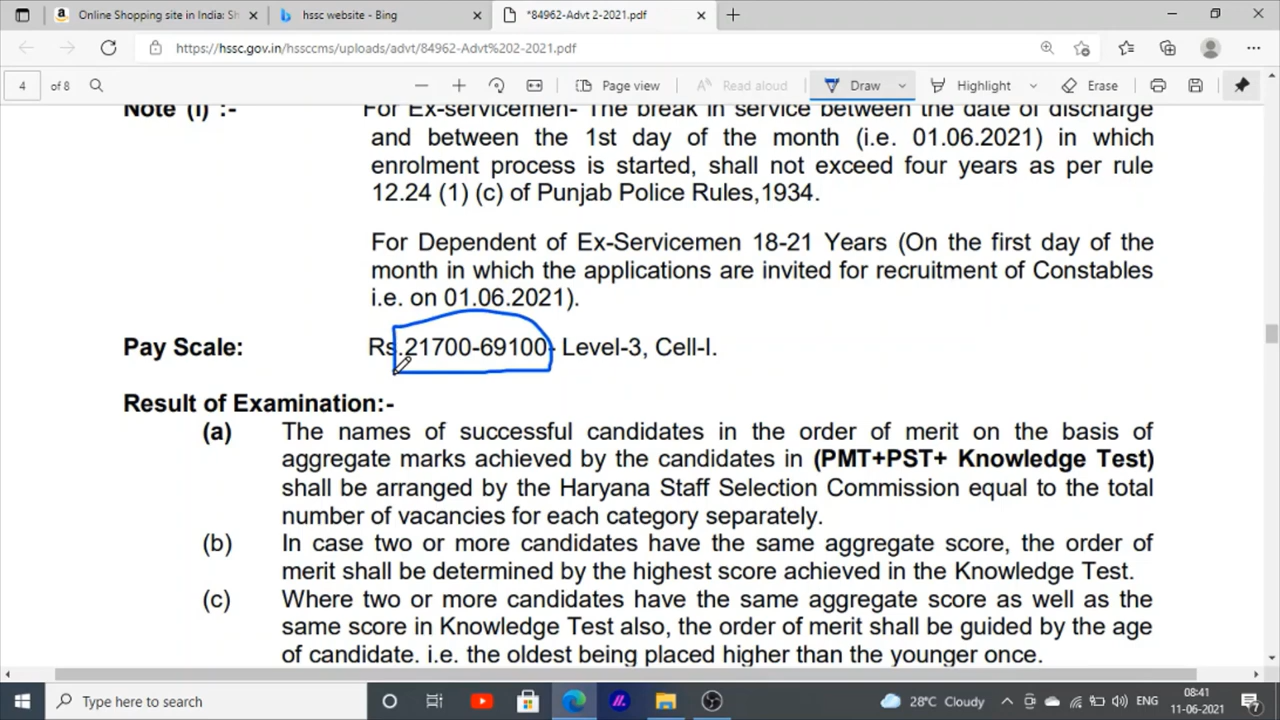 Online Shopping site in India: Sh
hssc website - Bing
*84962-Advt 2-2021.pdf
https://hssc.gov.in/hssccms/uploads/advt/84962-Advt%202-2021.pdf
4 of 8
Page view
Read aloud
Draw
Highlight
Erase
Note (I) :- For Ex-servicemen- The break in service between the date of discharge
and between the 1st day of the month (i.e. 01.06.2021) in which
enrolment process is started, shall not exceed four years as per rule
12.24 (1) (c) of Punjab Police Rules,1934.
For Dependent of Ex-Servicemen 18-21 Years (On the first day of the
month in which the applications are invited for recruitment of Constables
i.e. on 01.06.2021).
Pay Scale: Rs.21700-69100- Level-3, Cell-I.
Result of Examination:-
(a) The names of successful candidates in the order of merit on the basis of
aggregate marks achieved by the candidates in (PMT+PST+ Knowledge Test)
shall be arranged by the Haryana Staff Selection Commission equal to the total
number of vacancies for each category separately.
(b) In case two or more candidates have the same aggregate score, the order of
merit shall be determined by the highest score achieved in the Knowledge Test.
(c) Where two or more candidates have the same aggregate score as well as the
same score in Knowledge Test also, the order of merit shall be guided by the age
of candidate. i.e. the oldest being placed higher than the younger once.
Type here to search
28°C Cloudy
ENG
08:41
11-06-2021
7